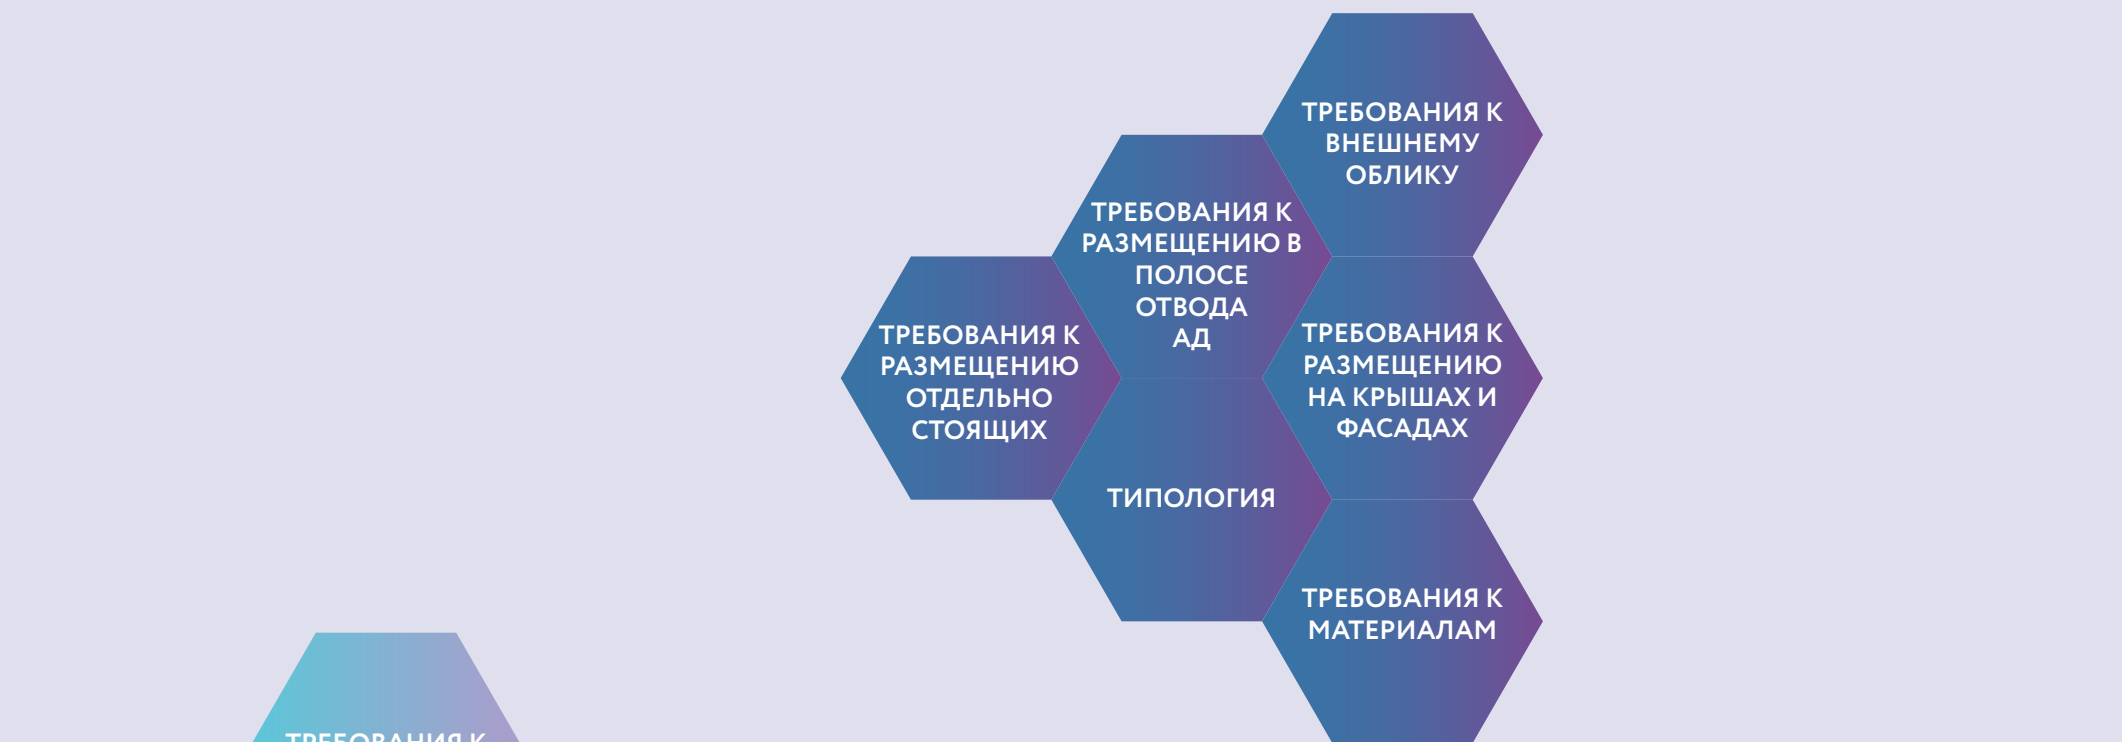 ТРЕБОВАНИЯ К
ВНЕШНЕМУ
ОБЛИКУ
ТРЕБОВАНИЯ К
РАЗМЕЩЕНИЮ В
ПОЛОСЕ
ОТВОДА
АД
ТРЕБОВАНИЯ К
РАЗМЕЩЕНИЮ
ОТДЕЛЬНО
СТОЯЩИХ
ТРЕБОВАНИЯ К
РАЗМЕЩЕНИЮ
НА КРЫШАХ И
ФАСАДАХ
ТИПОЛОГИЯ
ТРЕБОВАНИЯ К
МАТЕРИАЛАМ
ТРЕБОВАНИЯ К